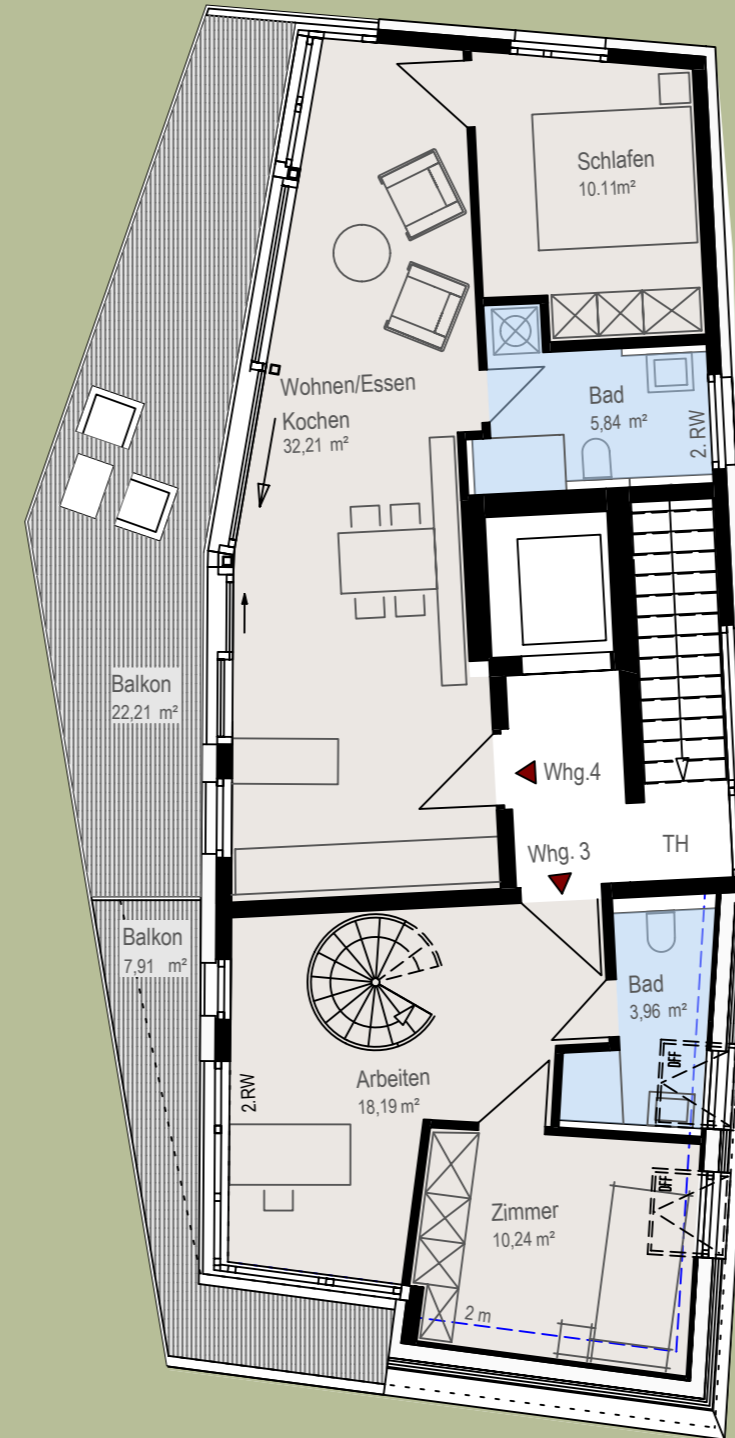 Schlafen
10.11m²
Wohnen/Essen
Kochen
32,21 m²
Bad
5,84 m²
2. RW
Balkon
22,21 m²
Whg.4
Whg. 3
TH
Balkon
7,91 m²
Bad
3,96 m²
OFF
2.RW
Arbeiten
18,19 m²
OFF
Zimmer
10,24 m²
2 m